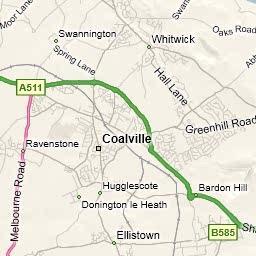 Moor Lane
Swannington
Spring Lane
Whitwick
Oaks Road
Hall Lane
A511
Greenhill Road
Coalville
Ravenstone
Melbourne Road
Hugglescote
Bardon Hill
Donington le Heath
B585
Ellistown